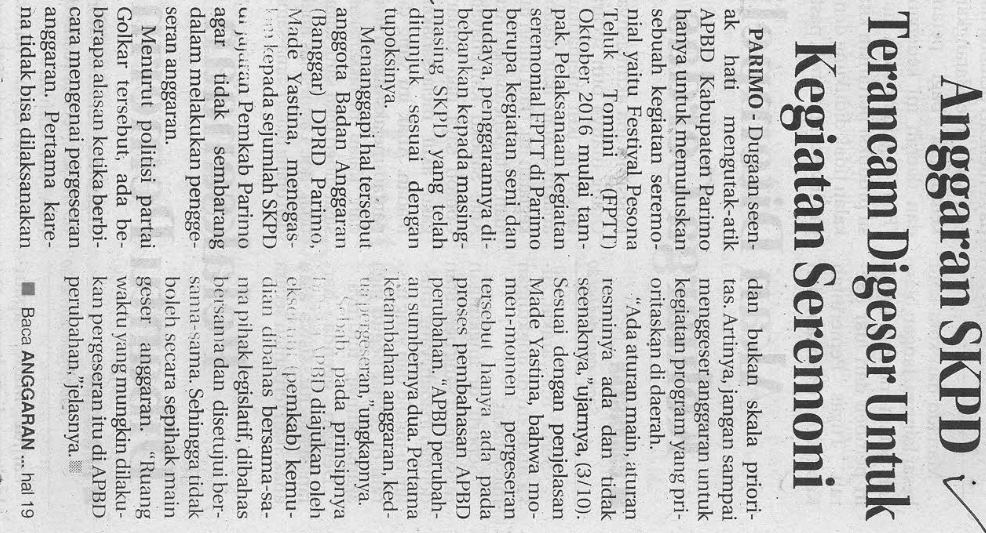 Anggaran SKPD
Terancam Digeser Untuk
Kegiatan Seremoni
PARIMO - Dugaan seen-
ak hati mengutak-atik
APBD Kabupaten Parimo
hanya untuk memuluskan
sebuah kegiatan seremo-
nial yaitu Festival Pesona
Teluk Tomini (FPTT)
Oktober 2016 mulai tam-
pak. Pelaksanaan kegiatan
seremonial FPTT di Parimo
berupa kegiatan seni dan
budaya, penggarannya di-
bebankan kepada masing-
masing SKPD yang telah
ditunjuk sesuai dengan
tupoksinya.
Menanggapi hal tersebut
anggota Badan Anggaran
(Banggar) DPRD Parimo,
Made Yastina, menegas-
kan kepada sejumlah SKPD
di jajaran Pemkab Parimo
agar tidak sembarang
dalam melakukan pengge-
seran anggaran.
Menurut politisi partai
Golkar tersebut, ada be-
berapa alasan ketika berbi-
cara mengenai pergeseran
anggaran. Pertama kare-
na tidak bisa dilaksanakan
dan bukan skala priori-
tas. Artinya, jangan sampai
menggeser anggaran untuk
kegiatan program yang pri-
oritaskan di daerah.
"Ada aturan main, aturan
resminya ada dan tidak
seenaknya," ujarnya, (3/10).
Sesuai dengan penjelasan
Made Yastina, bahwa mo-
men-momen pergeseran
tersebut hanya ada pada
proses pembahasan APBD
perubahan. "APBD perubah-
an sumbernya dua. Pertama
ketambahan anggaran, ked-
ua pergeseran," ungkapnya.
Sebab, pada prinsipnya
APBD diajukan oleh
eksekutif (pemkab) kemu-
dian dibahas bersama-sa-
ma pihak legislatif, dibahas
bersama dan disetujui ber-
sama-sama. Sehingga tidak
boleh secara sepihak main
geser anggaran. "Ruang
waktu yang mungkin dilaku-
kan pergeseran itu di APBD
perubahan," jelasnya.
Baca ANGGARAN ... hal 19